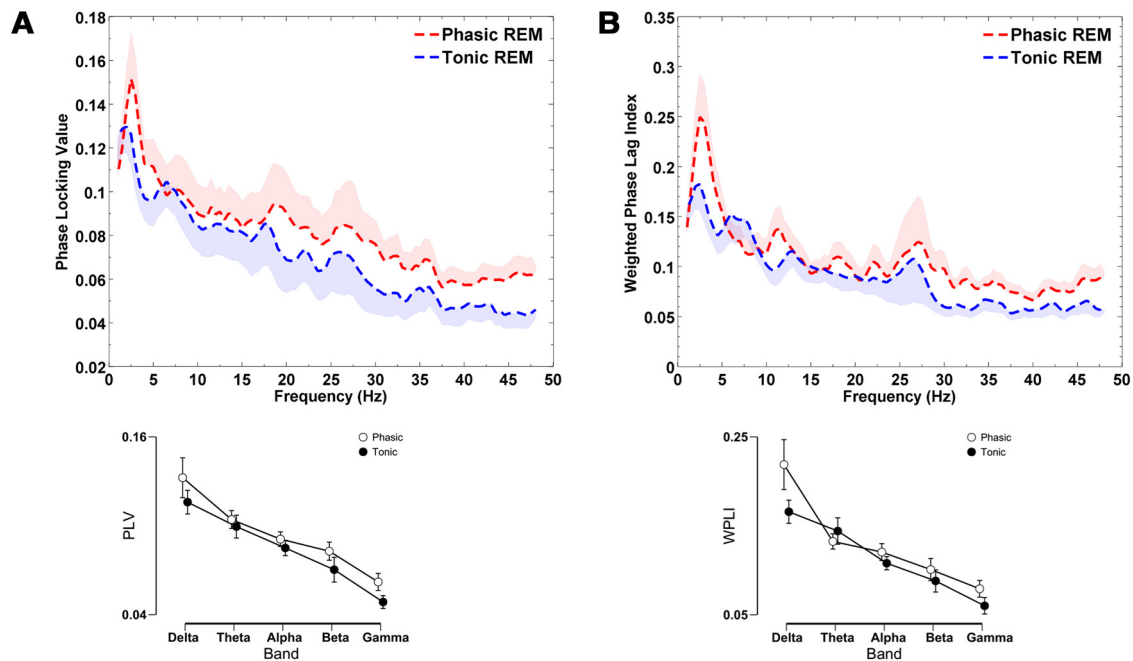 A
0.18
0.16
0.14
0.12
0.1
0.08
0.06
0.04
0.02
Phase Locking Value
Phasic REM
Tonic REM
0 5 10 15 20 25 30 35 40 45 50
Frequency (Hz)
B
0.35
0.3
0.25
0.2
0.15
0.1
0.05
0
Weighted Phase Lag Index
Phasic REM
Tonic REM
0 5 10 15 20 25 30 35 40 45 50
Frequency (Hz)
0.16
0.04
PLV
Phasic
Tonic
Delta Theta Alpha Beta Gamma
Band
0.25
0.05
WPLI
Phasic
Tonic
Delta Theta Alpha Beta Gamma
Band